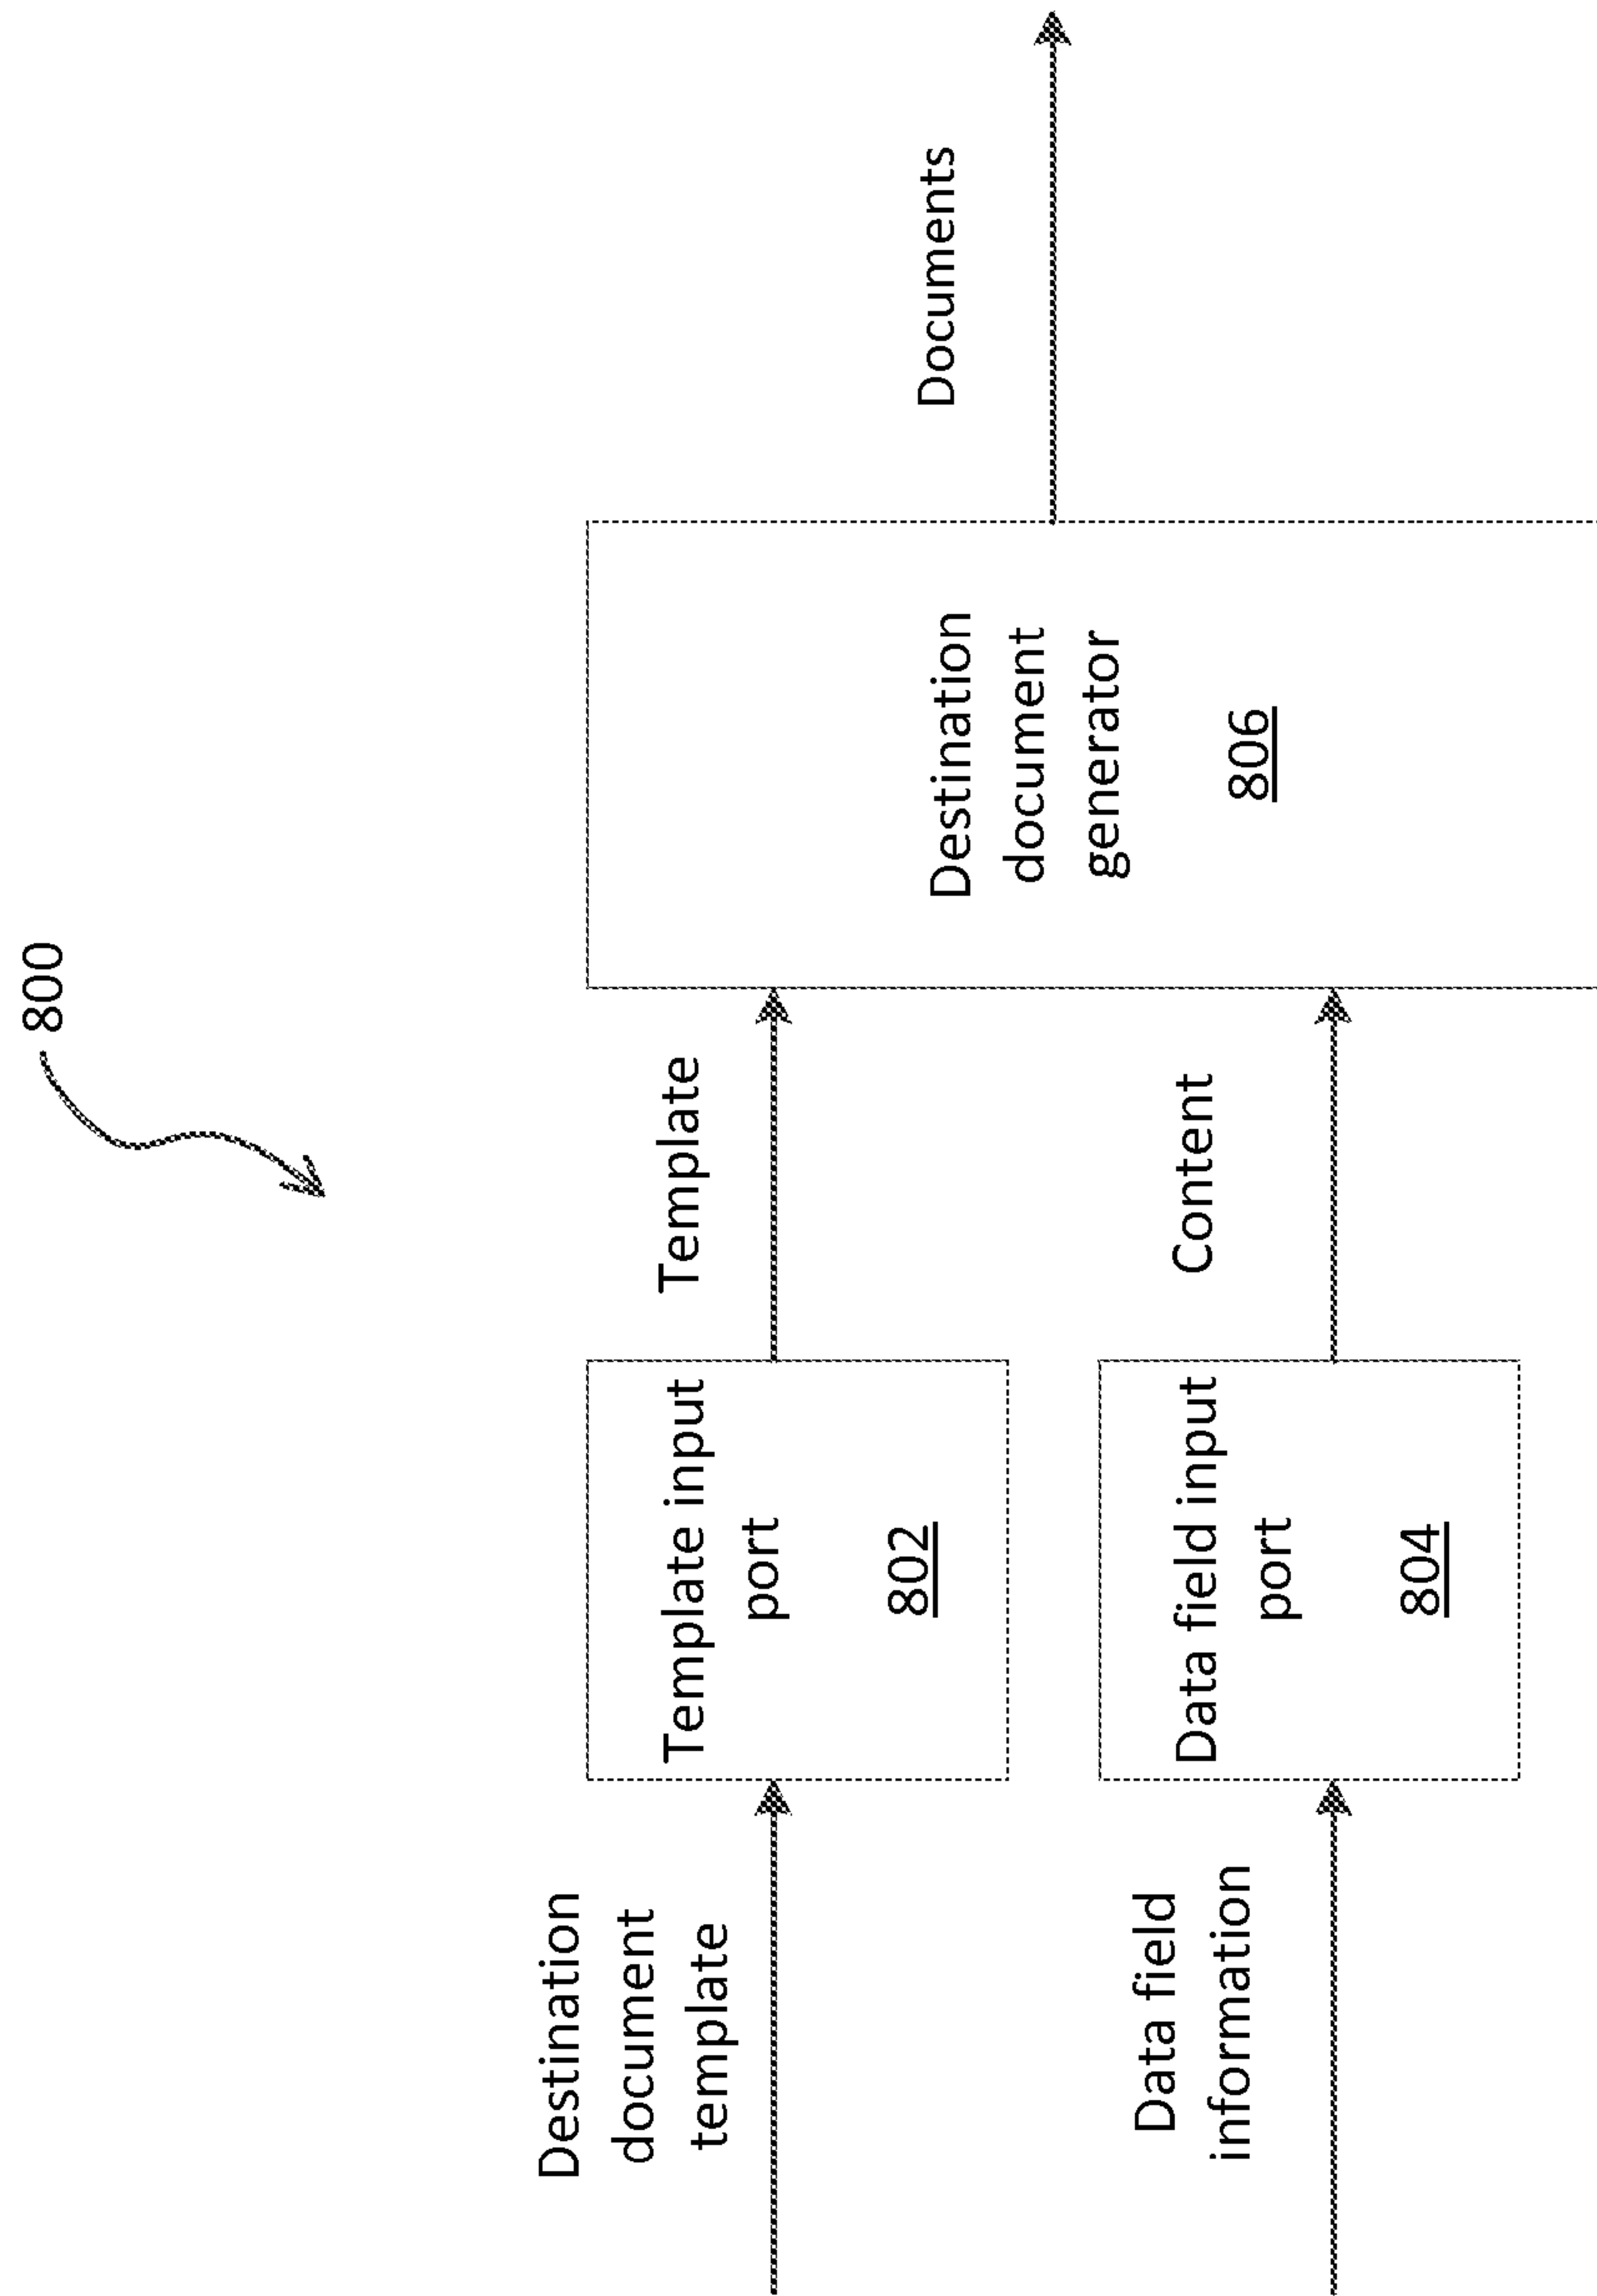 800
Destination
document
template
Template input
port
802
Template
Data field
information
Data field input
port
804
Content
Destination
document
generator
806
Documents